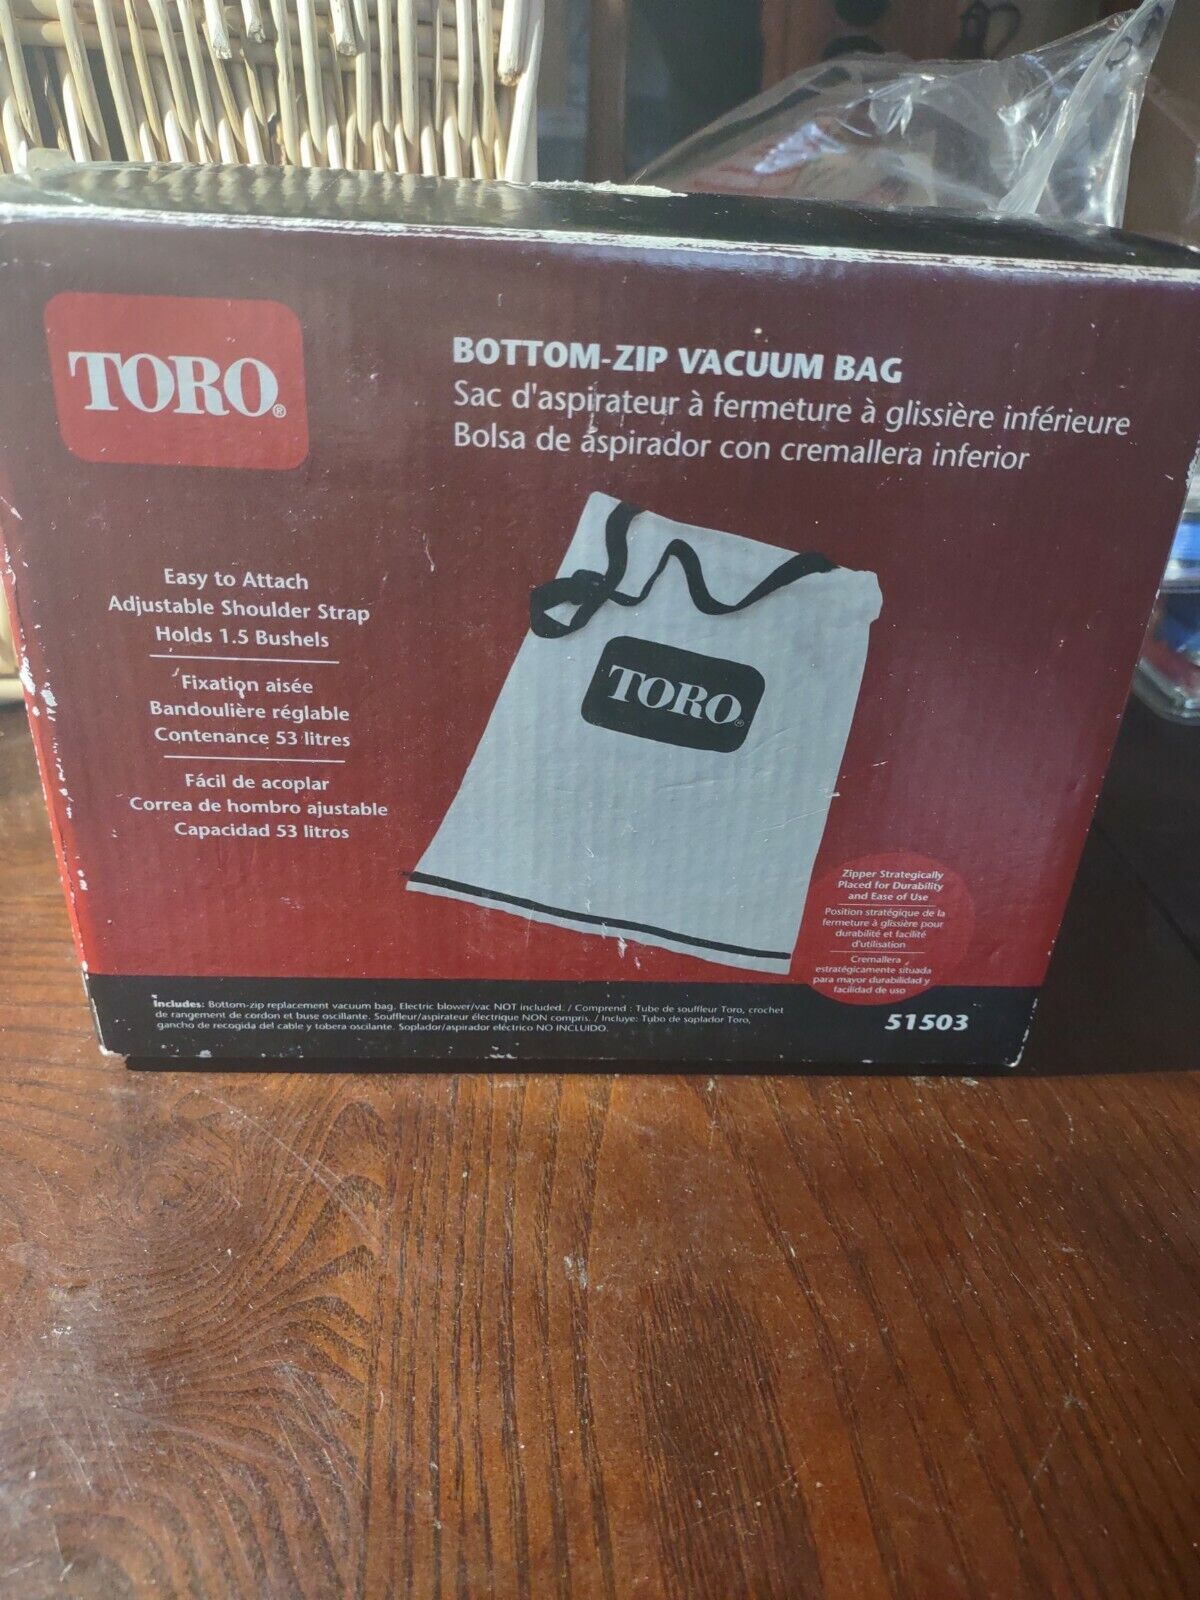 TORO®
BOTTOM-ZIP VACUUM BAG
Sac d'aspirateur à fermeture à glissière inférieure
Bolsa de aspirador con cremallera inferior
Easy to Attach
Adjustable Shoulder Strap
Holds 1.5 Bushels
Fixation aisée
Bandoulière réglable
Contenance 53 litres
Fácil de acoplar
Correa de hombro ajustable
Capacidad 53 litros
TORO®
Zipper Strategically
Placed for Durability
and Ease of Use
Position stratégique de la
fermeture à glissière pour
durabilité et facilité
d'utilisation
Cremallera
estratégicamente situada
para mayor durabilidad y
facilidad de uso
Includes: Bottom-zip replacement vacuum bag. Electric blower/vac NOT included. / Comprend : Tube de souffleur Toro, crochet
de rangement de cordon et buse oscillante. Souffleur/aspirateur électrique NON compris. / Incluye: Tubo de soplador Toro,
gancho de recogida del cable y tobera oscilante. Soplador/aspirador eléctrico NO INCLUIDO.
51503